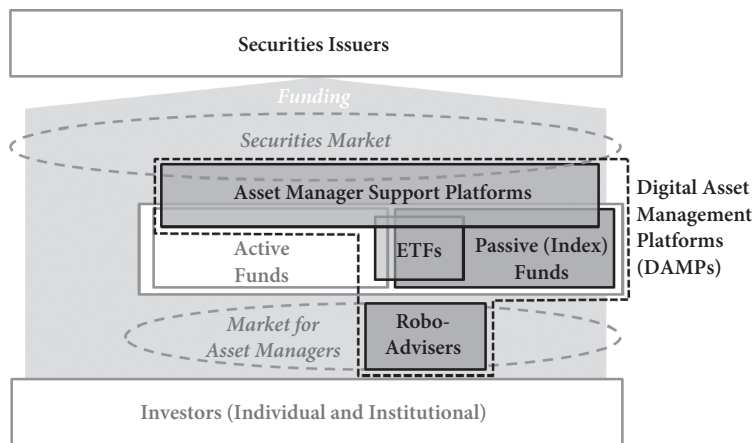 Securities Issuers
Funding
Securities Market
Asset Manager Support Platforms
Digital Asset
Management
Platforms
(DAMPs)
Active
Funds
ETFs
Passive (Index)
Funds
Market for
Asset Managers
Robo-
Advisers
Investors (Individual and Institutional)